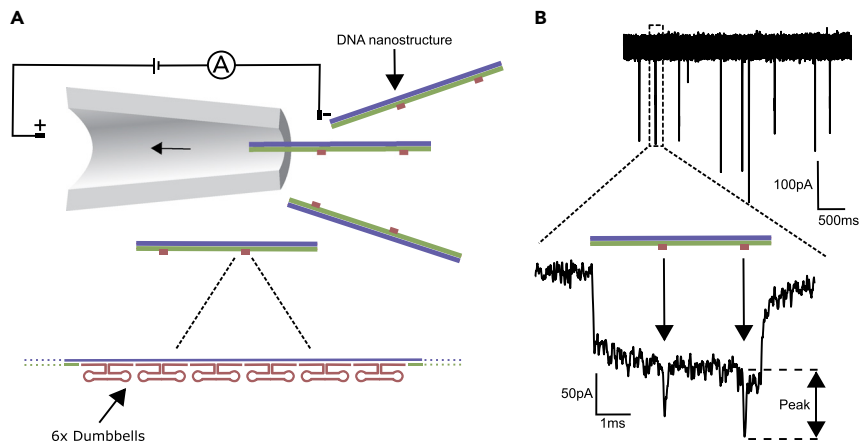 A
DNA nanostructure
A
+
-
6x Dumbbells
B
100pA
500ms
50pA
1ms
Peak